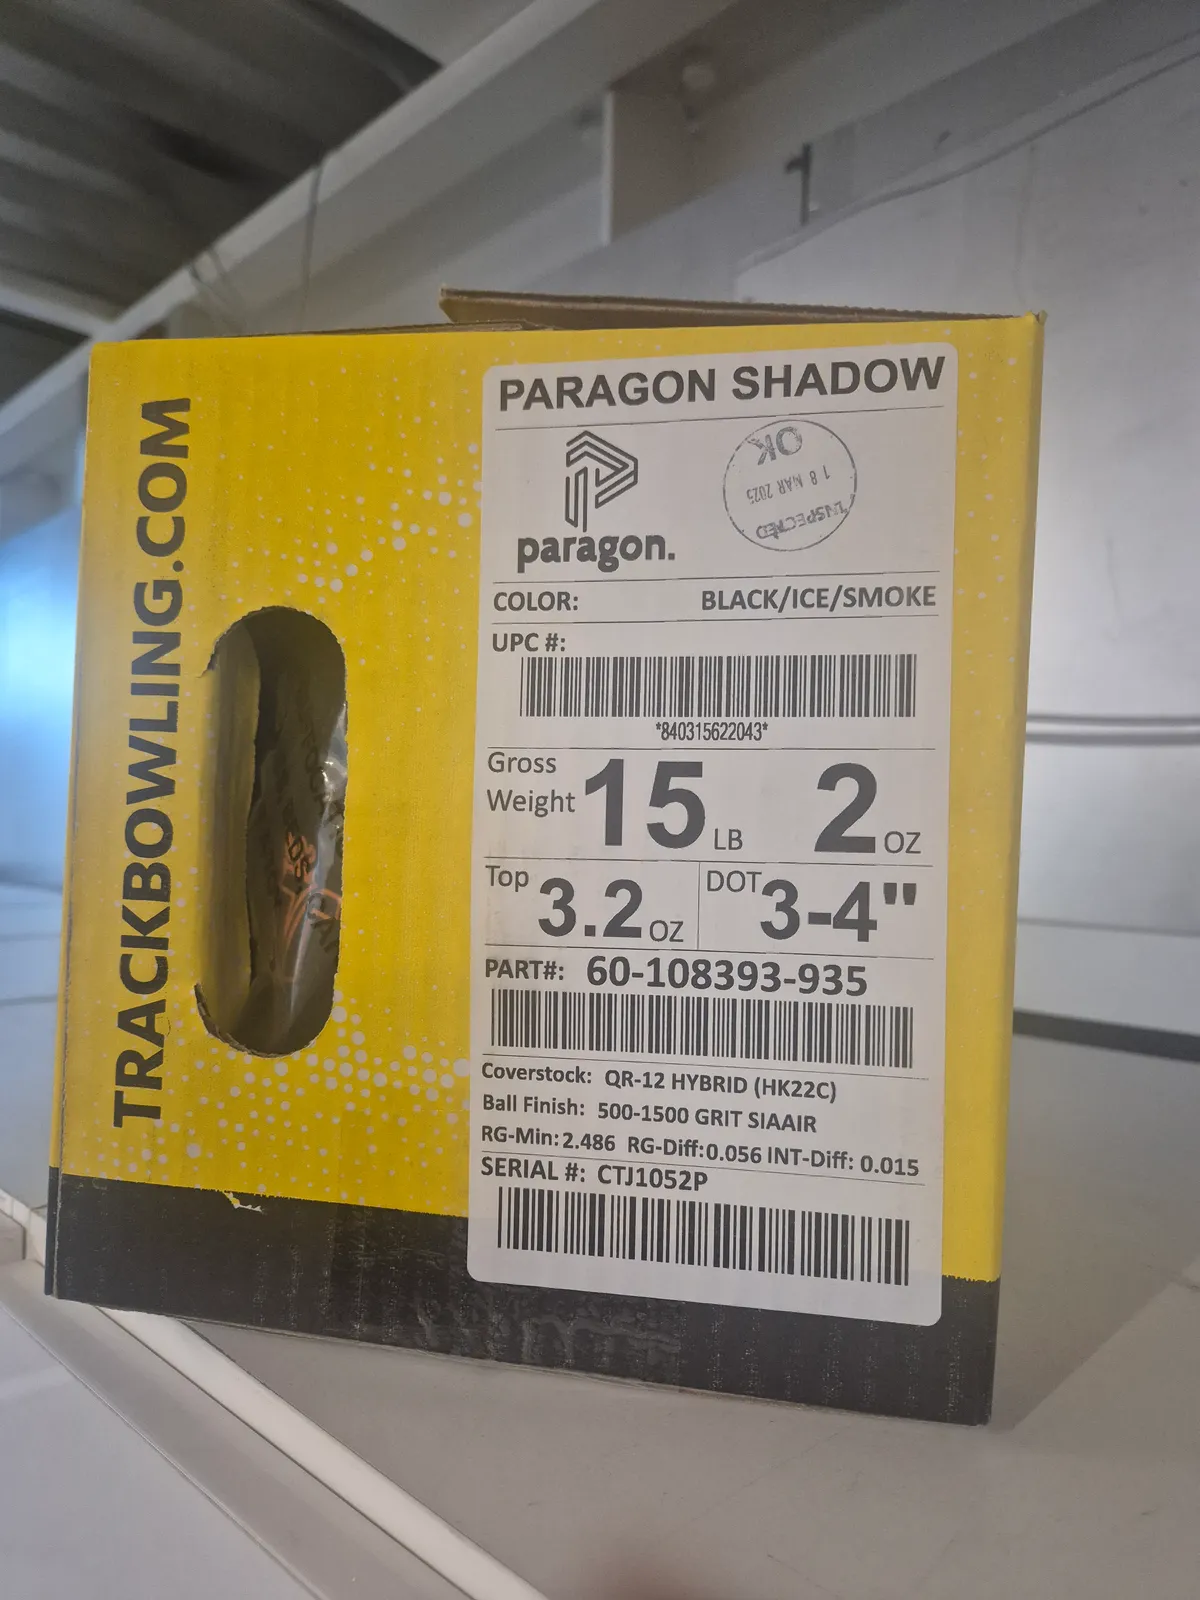 TRACKBOWLING.COM
PARAGON SHADOW
paragon.
OK
18 MAR 2025
INSPECTED
COLOR: BLACK/ICE/SMOKE
UPC #:
*840315622043*
Gross Weight 15 LB 2 OZ
Top 3.2 OZ DOT 3-4"
PART#: 60-108393-935
Coverstock: QR-12 HYBRID (HK22C)
Ball Finish: 500-1500 GRIT SIAAIR
RG-Min: 2.486 RG-Diff: 0.056 INT-Diff: 0.015
SERIAL #: CTJ1052P